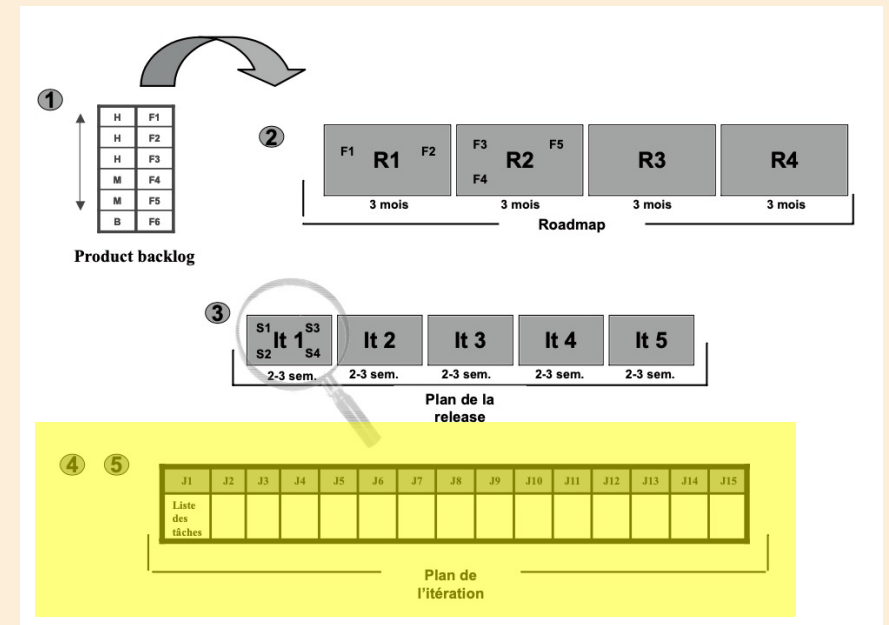 1
H F1
H F2
H F3
M F4
M F5
B F6
Product backlog
2
F1 R1 F2
F3 R2 F5
F4
R3
R4
3 mois 3 mois 3 mois 3 mois
Roadmap
3
S1 It 1 S3
S2 S4
It 2
It 3
It 4
It 5
2-3 sem. 2-3 sem. 2-3 sem. 2-3 sem. 2-3 sem.
Plan de la
release
4 5
J1 J2 J3 J4 J5 J6 J7 J8 J9 J10 J11 J12 J13 J14 J15
Liste
des
tâches
Plan de
l’itération